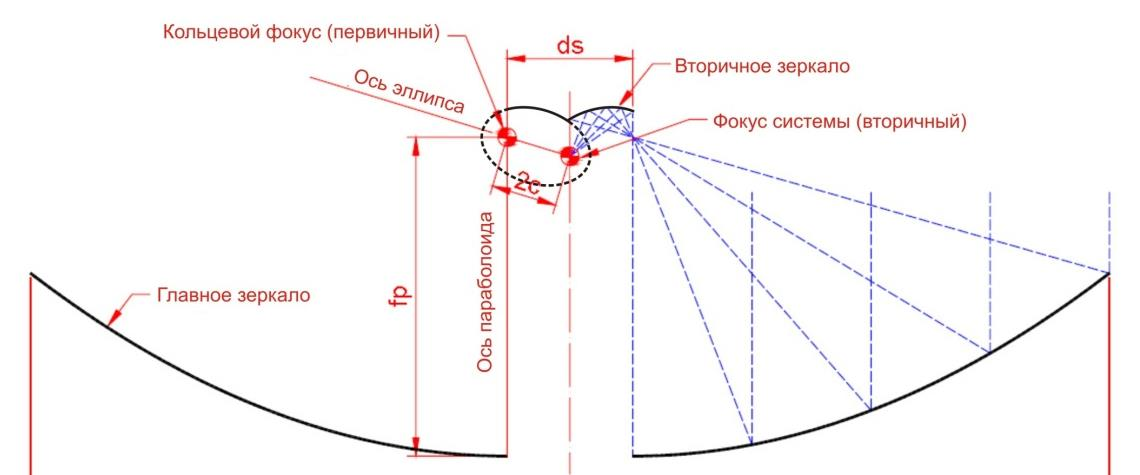 Кольцевой фокус (первичный)
ds
Вторичное зеркало
Ось эллипса
Фокус системы (вторичный)
2c
Ось параболоида
fp
Главное зеркало